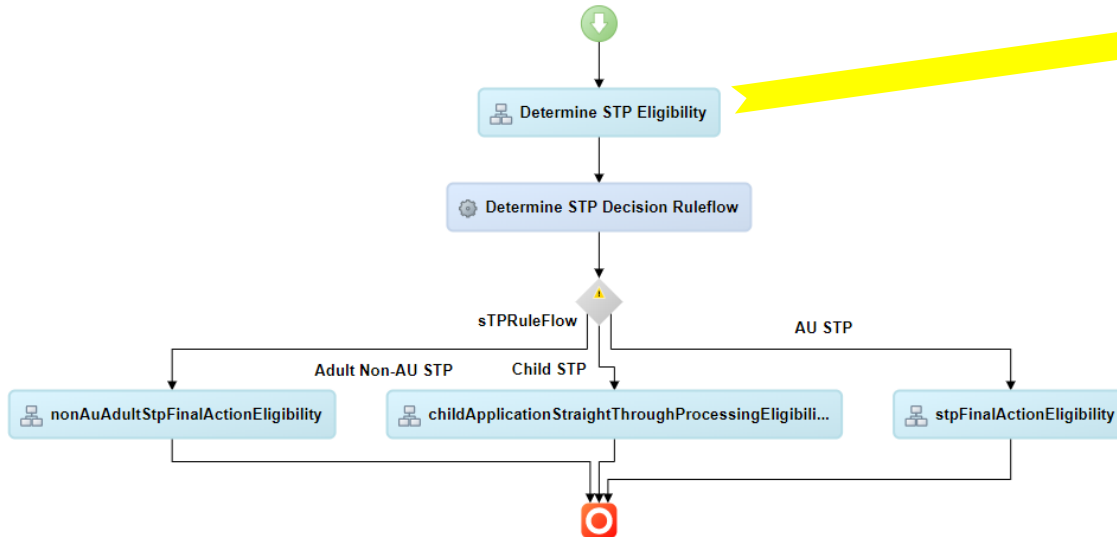 Determine STP Eligibility
Determine STP Decision Ruleflow
sTPRuleFlow
AU STP
Adult Non-AU STP
Child STP
nonAuAdultStpFinalActionEligibility
childApplicationStraightThroughProcessingEligibili...
stpFinalActionEligibility